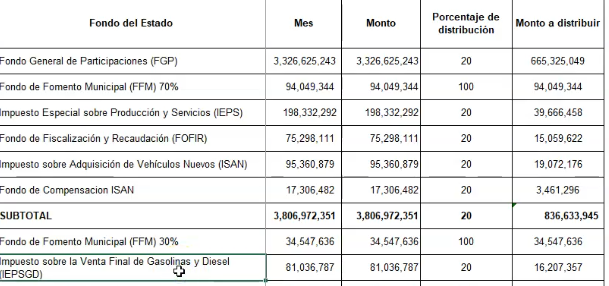 Fondo del Estado Mes Monto Porcentaje de distribución Monto a distribuir
Fondo General de Participaciones (FGP) 3,326,625,243 3,326,625,243 20 665,325,049
Fondo de Fomento Municipal (FFM) 70% 94,049,344 94,049,344 100 94,049,344
Impuesto Especial sobre Producción y Servicios (IEPS) 198,332,292 198,332,292 20 39,666,458
Fondo de Fiscalización y Recaudación (FOFIR) 75,298,111 75,298,111 20 15,059,622
Impuesto sobre Adquisición de Vehículos Nuevos (ISAN) 95,360,879 95,360,879 20 19,072,176
Fondo de Compensacion ISAN 17,306,482 17,306,482 20 3,461,296
SUBTOTAL 3,806,972,351 3,806,972,351 20 836,633,945
Fondo de Fomento Municipal (FFM) 30% 34,547,636 34,547,636 100 34,547,636
Impuesto sobre la Venta Final de Gasolinas y Diesel (IEPSGD) 81,036,787 81,036,787 20 16,207,357